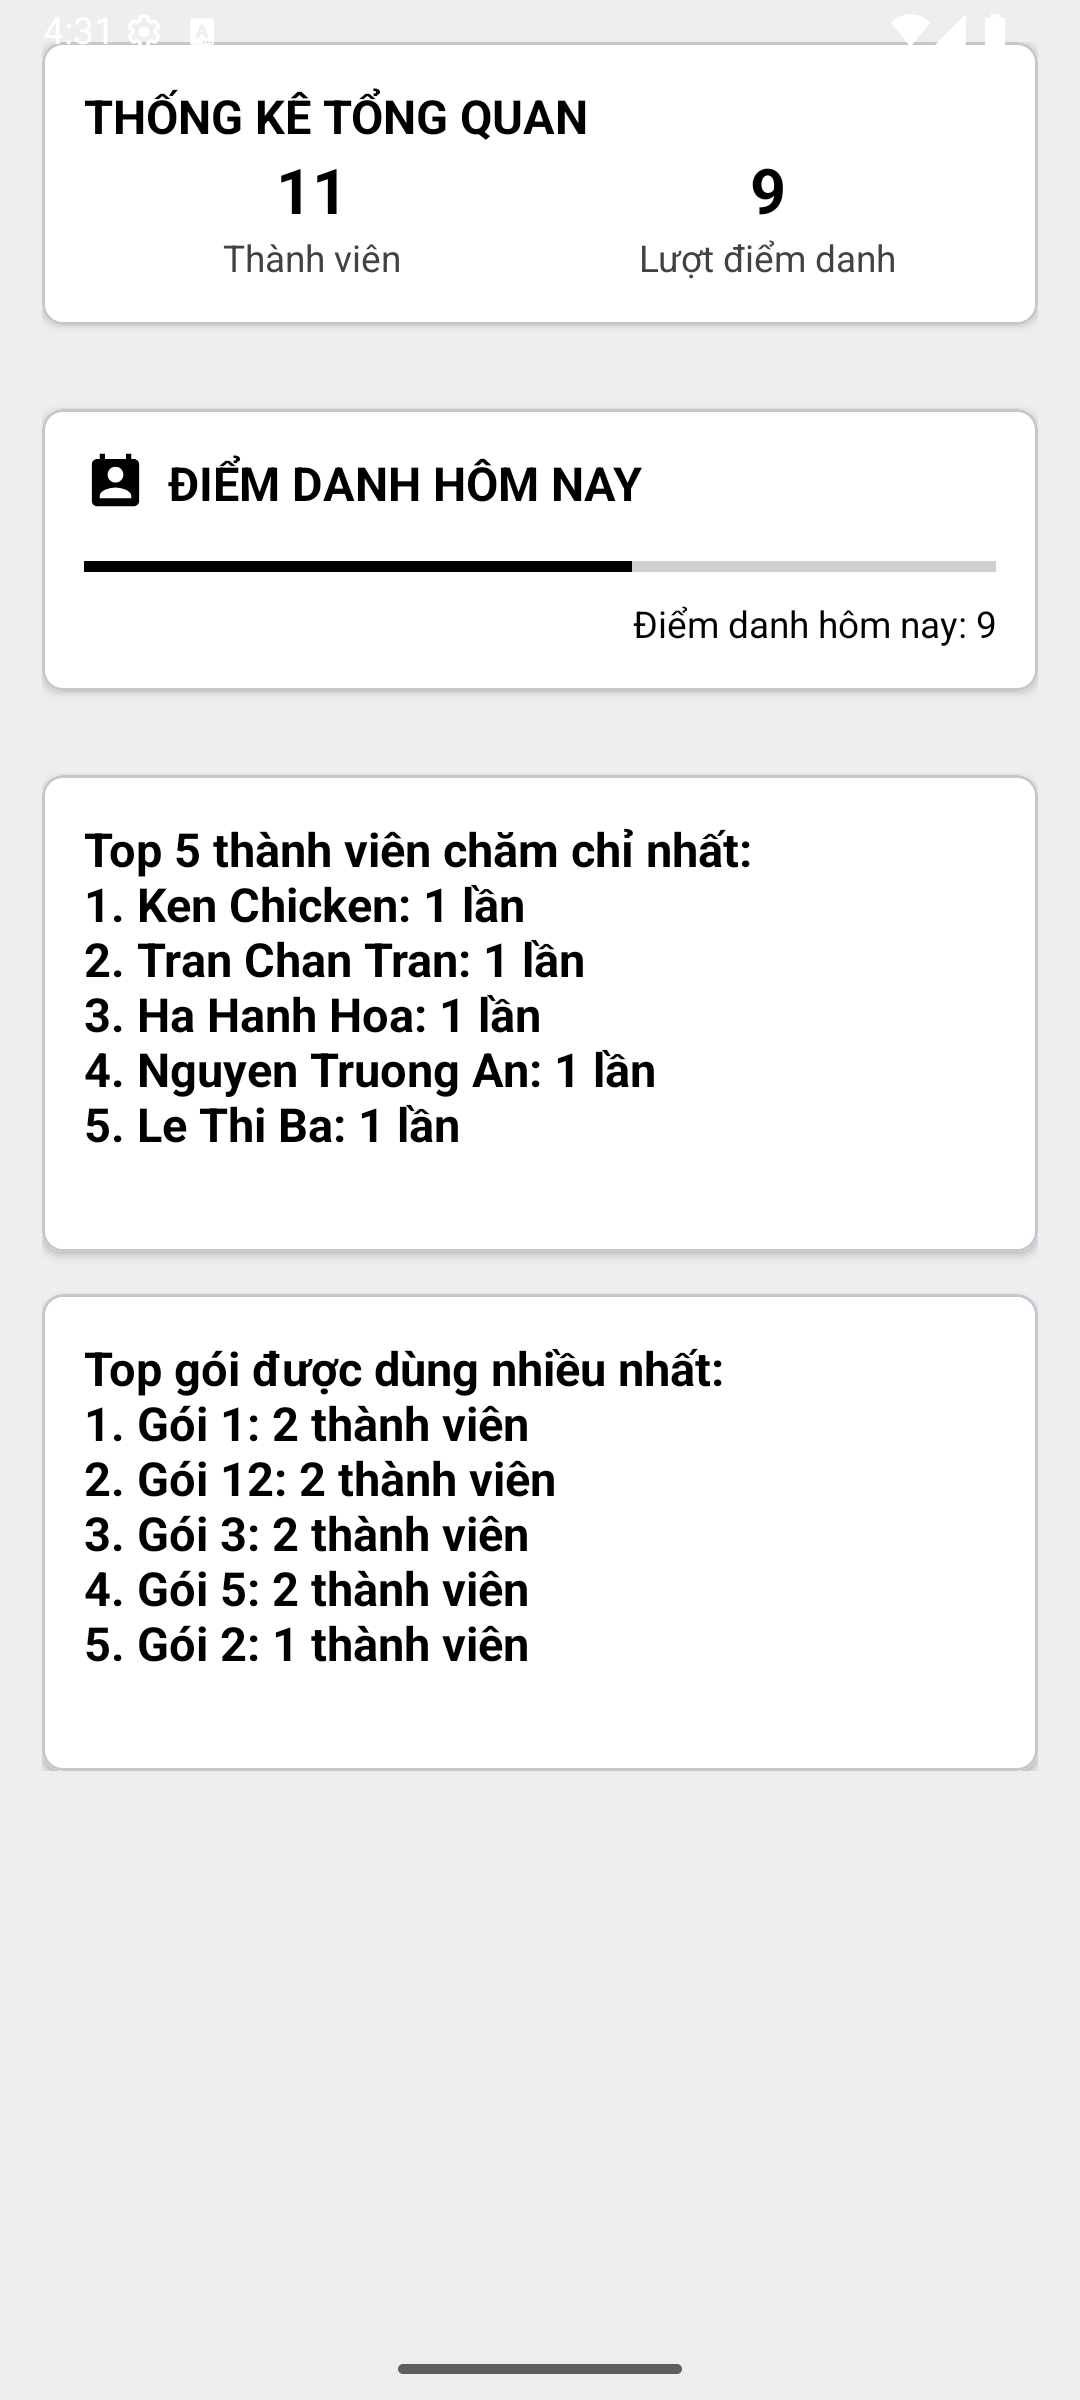 4:31
THỐNG KÊ TỔNG QUAN
11 9
Thành viên Lượt điểm danh
ĐIỂM DANH HÔM NAY
Điểm danh hôm nay: 9
Top 5 thành viên chăm chỉ nhất:
1. Ken Chicken: 1 lần
2. Tran Chan Tran: 1 lần
3. Ha Hanh Hoa: 1 lần
4. Nguyen Truong An: 1 lần
5. Le Thi Ba: 1 lần
Top gói được dùng nhiều nhất:
1. Gói 1: 2 thành viên
2. Gói 12: 2 thành viên
3. Gói 3: 2 thành viên
4. Gói 5: 2 thành viên
5. Gói 2: 1 thành viên